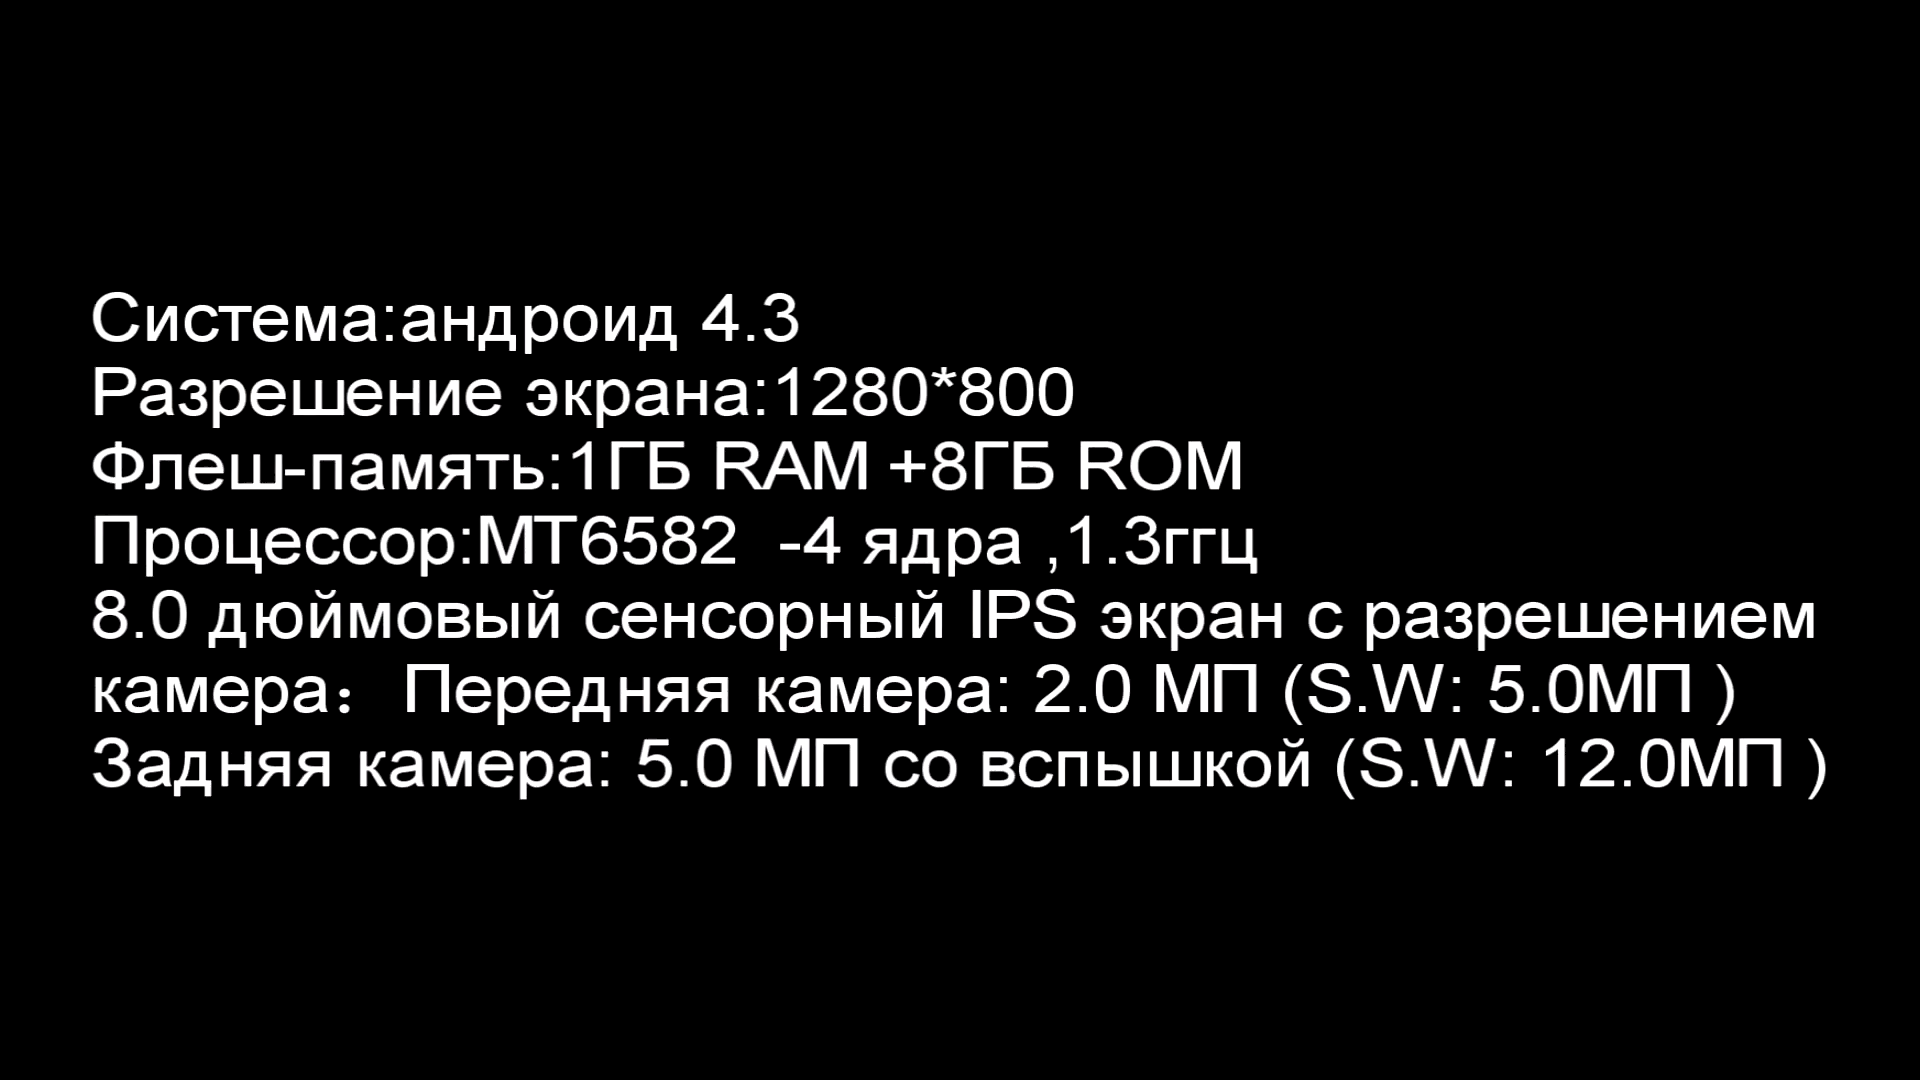 Система:андроид 4.3
Разрешение экрана:1280*800
Флеш-память:1ГБ RAM +8ГБ ROM
Процессор:МТ6582  -4 ядра ,1.3ггц
8.0 дюймовый сенсорный IPS экран с разрешением
камера： Передняя камера: 2.0 МП (S.W: 5.0МП )
Задняя камера: 5.0 МП со вспышкой (S.W: 12.0МП )